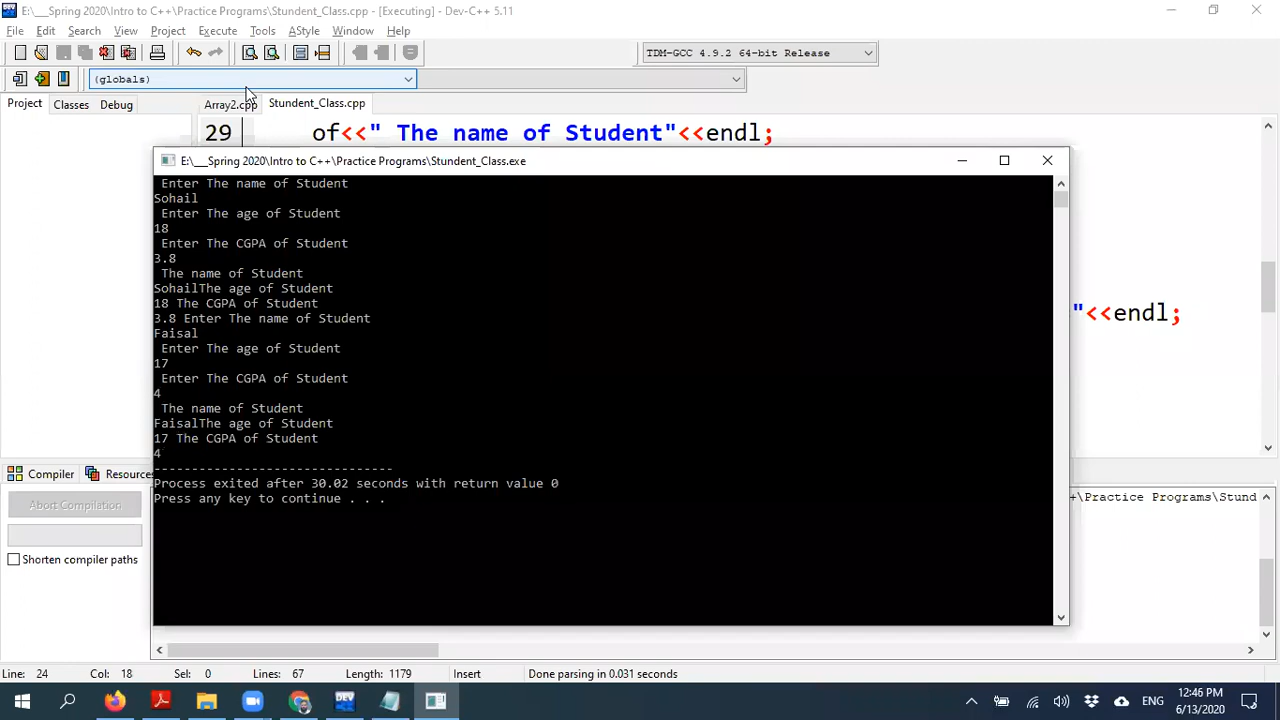 E:\___Spring 2020\Intro to C++\Practice Programs\Stundent_Class.cpp - [Executing] - Dev-C++ 5.11
File Edit Search View Project Execute Tools AStyle Window Help
TDM-GCC 4.9.2 64-bit Release
(globals)
Project Classes Debug Array2.cpp Stundent_Class.cpp
29 of<<" The name of Student"<<endl;
E:\___Spring 2020\Intro to C++\Practice Programs\Stundent_Class.exe
Enter The name of Student
Sohail
Enter The age of Student
18
Enter The CGPA of Student
3.8
The name of Student
SohailThe age of Student
18 The CGPA of Student
3.8 Enter The name of Student
Faisal
Enter The age of Student
17
Enter The CGPA of Student
4
The name of Student
FaisalThe age of Student
17 The CGPA of Student
4
--------------------------------
Process exited after 30.02 seconds with return value 0
Press any key to continue . . .
"<<endl;
Compiler Resources
Abort Compilation
Shorten compiler paths
+\Practice Programs\Stund
Line: 24 Col: 18 Sel: 0 Lines: 67 Length: 1179 Insert Done parsing in 0.031 seconds
DEV
ENG
12:46 PM
6/13/2020